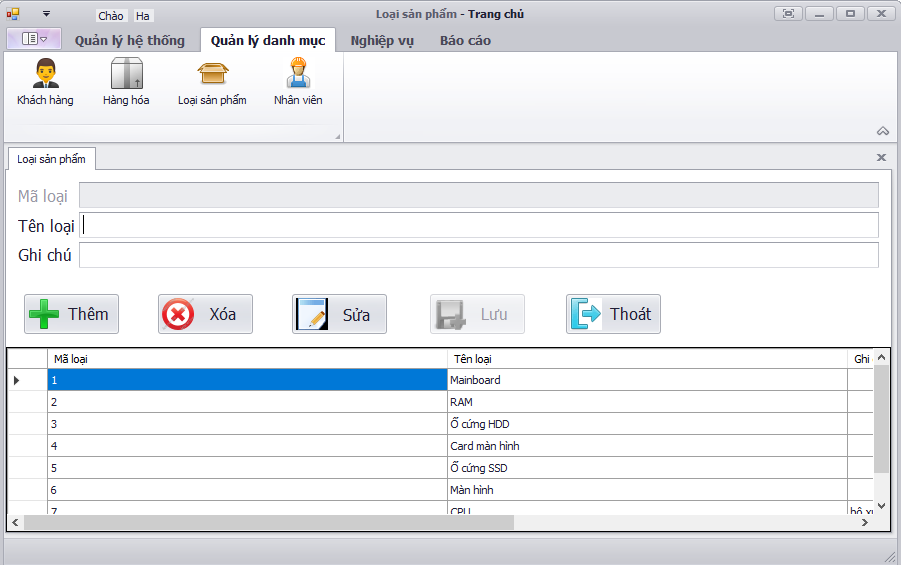 Chào Ha
Loại sản phẩm - Trang chủ
Quản lý hệ thống Quản lý danh mục Nghiệp vụ Báo cáo
Khách hàng Hàng hóa Loại sản phẩm Nhân viên
Loại sản phẩm
Mã loại
Tên loại
Ghi chú
Thêm Xóa Sửa Lưu Thoát
Mã loại Tên loại Ghi
1 Mainboard
2 RAM
3 Ổ cứng HDD
4 Card màn hình
5 Ổ cứng SSD
6 Màn hình
7 CPU bộ